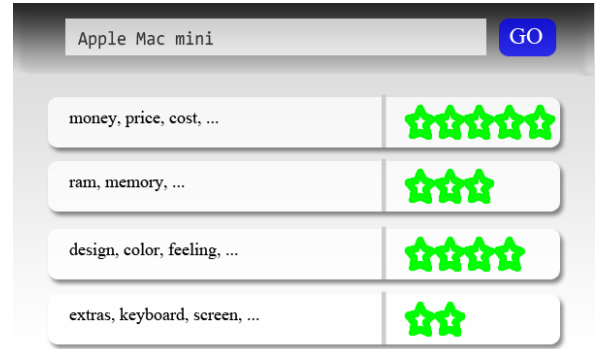 Apple Mac mini
GO
money, price, cost, ...
ram, memory, ...
design, color, feeling, ...
extras, keyboard, screen, ...